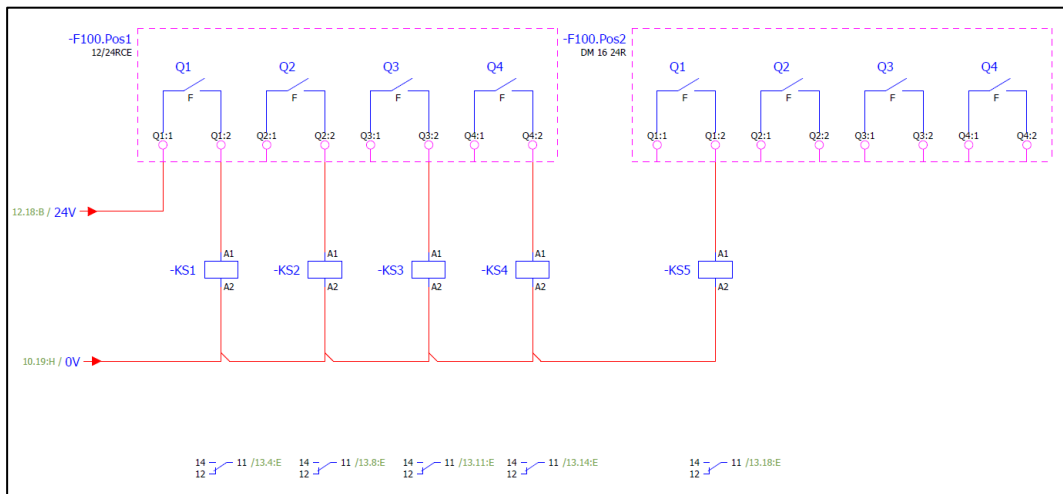 -F100.Pos1
12/24RCE
-F100.Pos2
DM 16 24R
Q1 Q2 Q3 Q4 Q1 Q2 Q3 Q4
F F F F F F F F
Q1:1 Q1:2 Q2:1 Q2:2 Q3:1 Q3:2 Q4:1 Q4:2 Q1:1 Q1:2 Q2:1 Q2:2 Q3:1 Q3:2 Q4:1 Q4:2
12.18:B / 24V
A1 A1 A1 A1 A1
-KS1 -KS2 -KS3 -KS4 -KS5
A2 A2 A2 A2 A2
10.19:H / 0V
14 11 /13.4:E 14 11 /13.8:E 14 11 /13.11:E 14 11 /13.14:E 14 11 /13.18:E
12 12 12 12 12